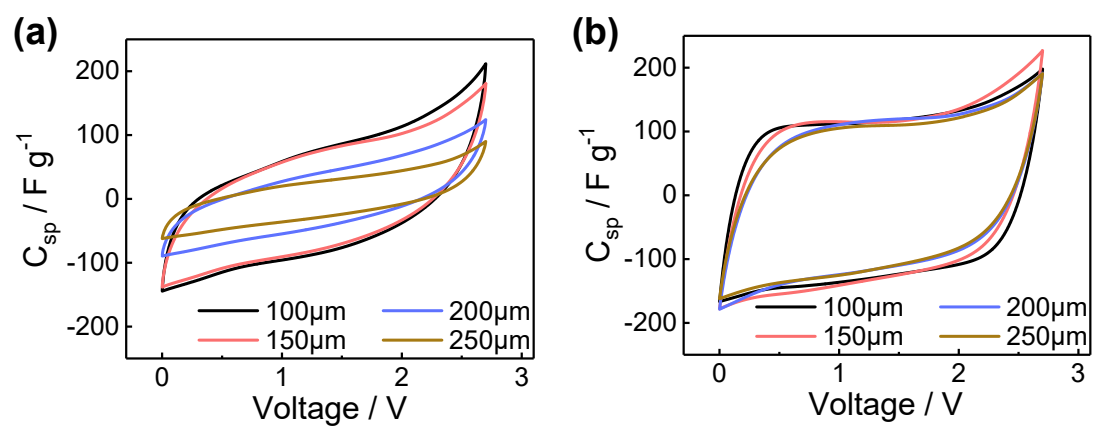 (a)
C_sp / F g^-1
200
100
0
-100
-200
0 1 2 3
Voltage / V
100μm 200μm
150μm 250μm
(b)
C_sp / F g^-1
200
100
0
-100
-200
0 1 2 3
Voltage / V
100μm 200μm
150μm 250μm